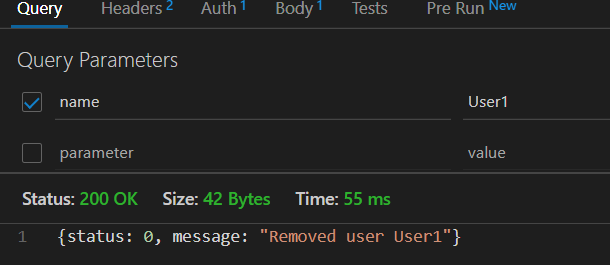 Query Headers 2 Auth 1 Body 1 Tests Pre Run New
Query Parameters
name User1
parameter value
Status: 200 OK Size: 42 Bytes Time: 55 ms
1 {status: 0, message: "Removed user User1"}